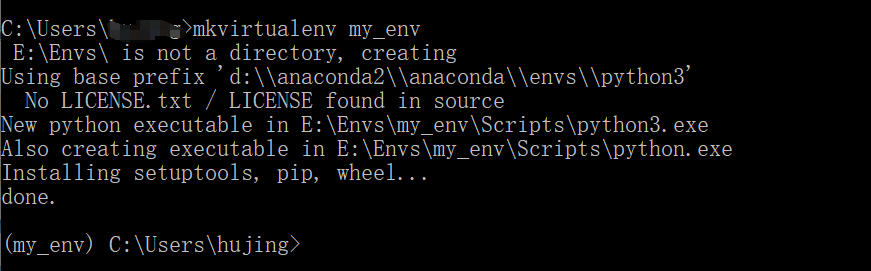 C:\Users\>mkvirtualenv my_env
E:\Envs\ is not a directory, creating
Using base prefix 'd:\\anaconda2\\anaconda\\envs\\python3'
No LICENSE.txt / LICENSE found in source
New python executable in E:\Envs\my_env\Scripts\python3.exe
Also creating executable in E:\Envs\my_env\Scripts\python.exe
Installing setuptools, pip, wheel...
done.
(my_env) C:\Users\hujing>